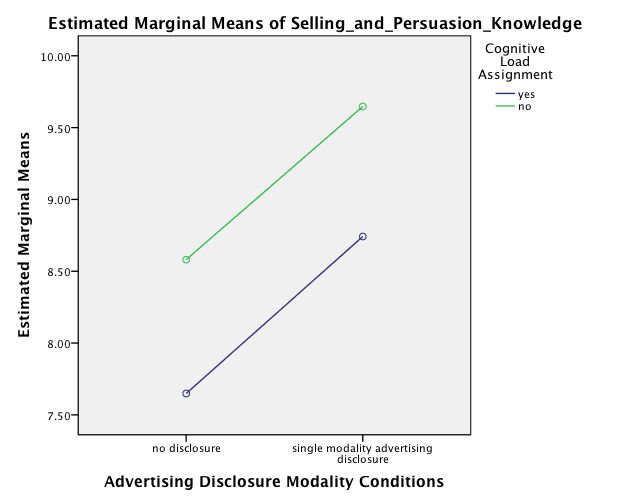 Estimated Marginal Means of Selling_and_Persuasion_Knowledge
Cognitive
Load
Assignment
yes
no
10.00
9.50
9.00
8.50
8.00
7.50
Estimated Marginal Means
no disclosure
single modality advertising
disclosure
Advertising Disclosure Modality Conditions